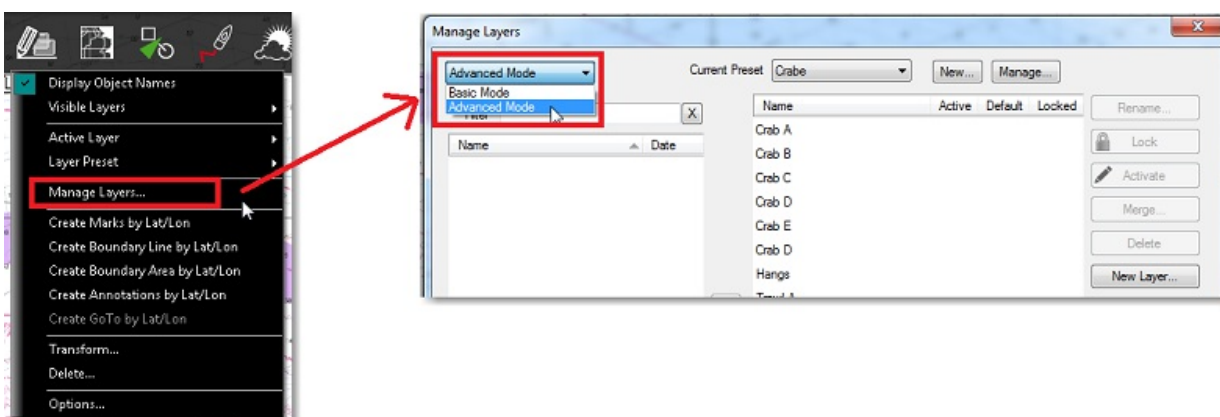 Display Object Names
Visible Layers
Active Layer
Layer Preset
Manage Layers...
Create Marks by Lat/Lon
Create Boundary Line by Lat/Lon
Create Boundary Area by Lat/Lon
Create Annotations by Lat/Lon
Create GoTo by Lat/Lon
Transform...
Delete...
Options...
Manage Layers
Advanced Mode
Current Preset Crabe New... Manage...
Basic Mode
Advanced Mode
Filter X
Name Date
Name Active Default Locked
Crab A
Crab B
Crab C
Crab D
Crab E
Crab D
Hangs
Trawl A
Rename...
Lock
Activate
Merge...
Delete
New Layer...